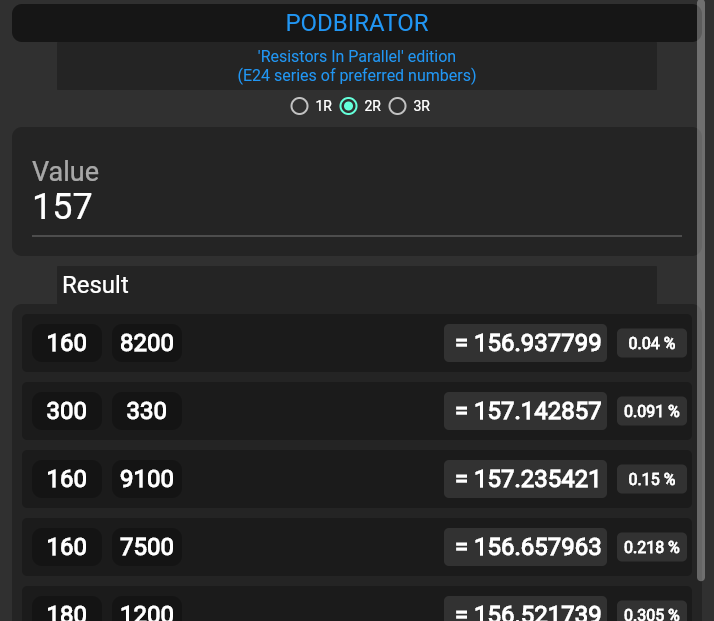 PODBIRATOR
'Resistors In Parallel' edition
(E24 series of preferred numbers)
1R 2R 3R
Value
157
Result
160 8200 = 156.937799 0.04 %
300 330 = 157.142857 0.091 %
160 9100 = 157.235421 0.15 %
160 7500 = 156.657963 0.218 %
180 1200 = 156.521739 0.305 %